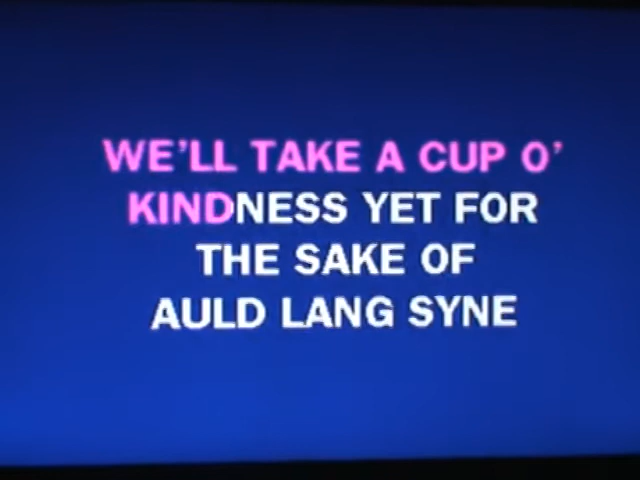 WE'LL TAKE A CUP O'
KINDNESS YET FOR
THE SAKE OF
AULD LANG SYNE